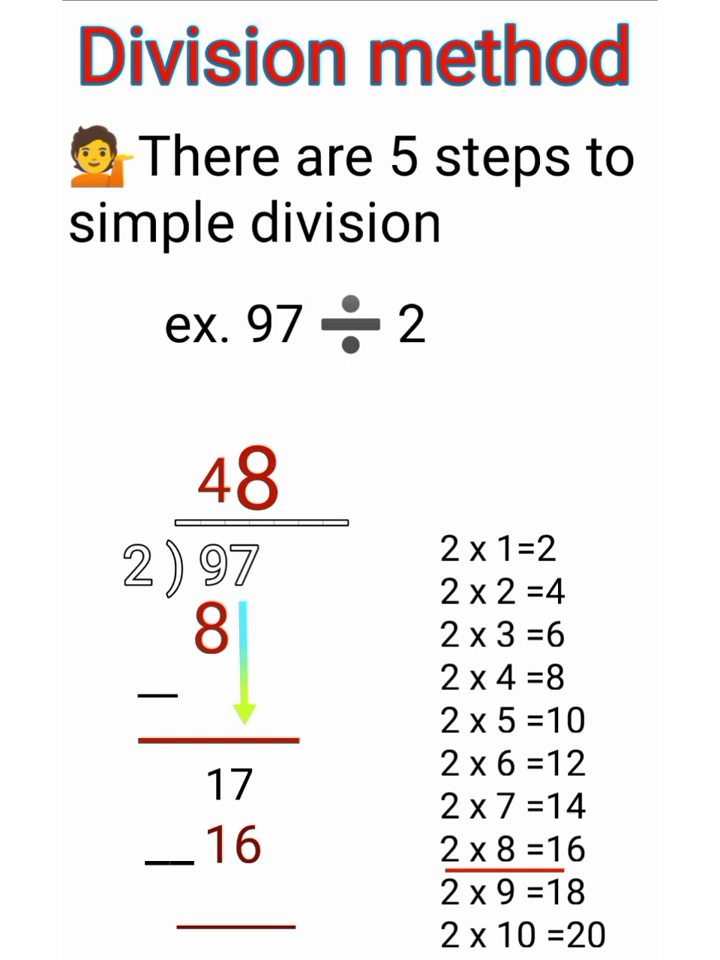 Division method
💁There are 5 steps to
simple division
ex. 97 ➗ 2
48
2 ) 97
8
—
17
__ 16
2 x 1=2
2 x 2 =4
2 x 3 =6
2 x 4 =8
2 x 5 =10
2 x 6 =12
2 x 7 =14
2 x 8 =16
2 x 9 =18
2 x 10 =20